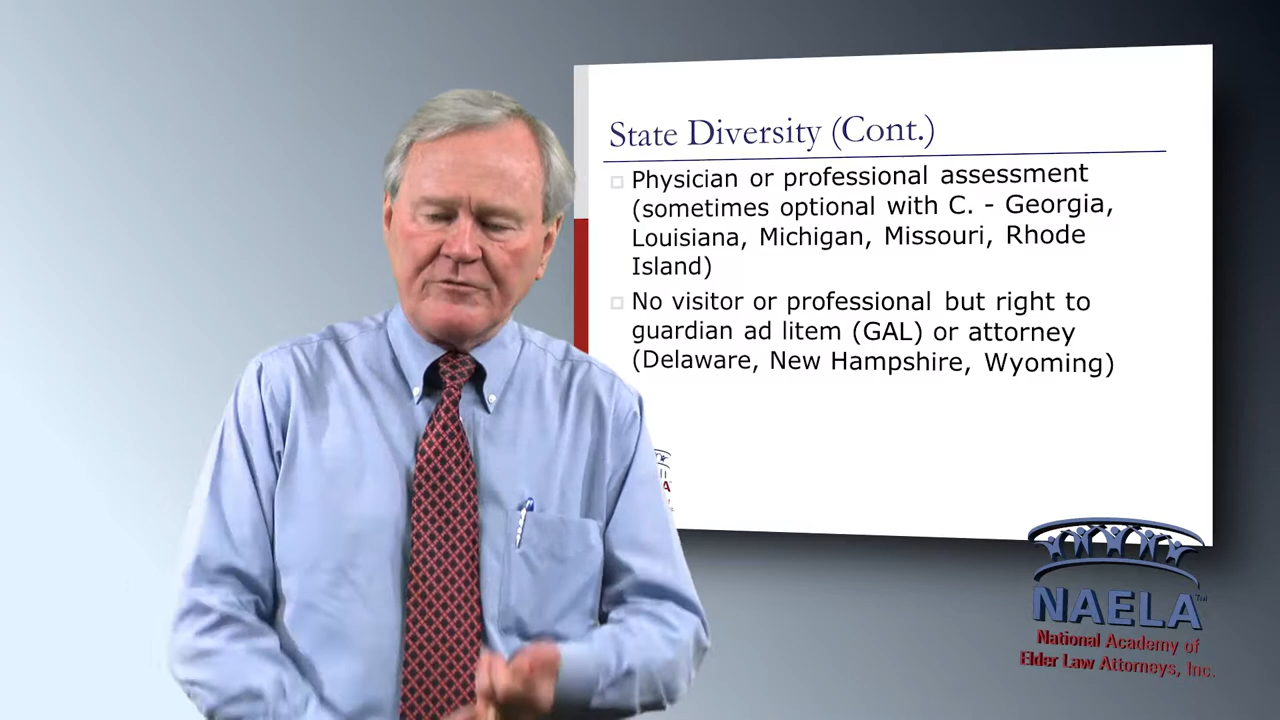 State Diversity (Cont.)
Physician or professional assessment
(sometimes optional with C. - Georgia,
Louisiana, Michigan, Missouri, Rhode
Island)
No visitor or professional but right to
guardian ad litem (GAL) or attorney
(Delaware, New Hampshire, Wyoming)
A
NAELA™
National Academy of
Elder Law Attorneys, Inc.